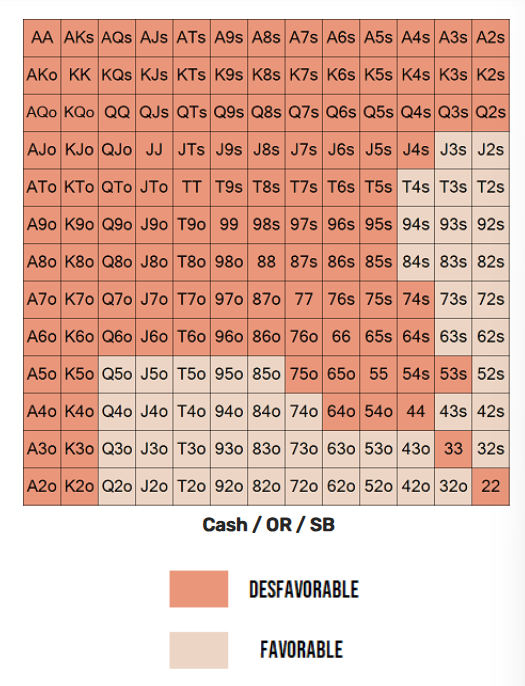 AA AKs AQs AJs ATs A9s A8s A7s A6s A5s A4s A3s A2s
AKo KK KQs KJs KTs K9s K8s K7s K6s K5s K4s K3s K2s
AQo KQo QQ QJs QTs Q9s Q8s Q7s Q6s Q5s Q4s Q3s Q2s
AJo KJo QJo JJ JTs J9s J8s J7s J6s J5s J4s J3s J2s
ATo KTo QTo JTo TT T9s T8s T7s T6s T5s T4s T3s T2s
A9o K9o Q9o J9o T9o 99 98s 97s 96s 95s 94s 93s 92s
A8o K8o Q8o J8o T8o 98o 88 87s 86s 85s 84s 83s 82s
A7o K7o Q7o J7o T7o 97o 87o 77 76s 75s 74s 73s 72s
A6o K6o Q6o J6o T6o 96o 86o 76o 66 65s 64s 63s 62s
A5o K5o Q5o J5o T5o 95o 85o 75o 65o 55 54s 53s 52s
A4o K4o Q4o J4o T4o 94o 84o 74o 64o 54o 44 43s 42s
A3o K3o Q3o J3o T3o 93o 83o 73o 63o 53o 43o 33 32s
A2o K2o Q2o J2o T2o 92o 82o 72o 62o 52o 42o 32o 22
Cash / OR / SB
DESFAVORABLE
FAVORABLE